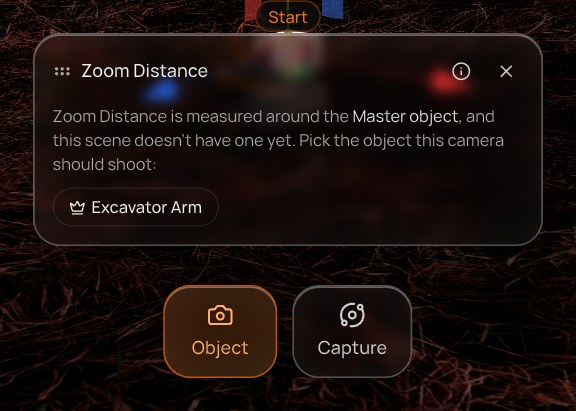 Start
Zoom Distance
Zoom Distance is measured around the Master object, and
this scene doesn't have one yet. Pick the object this camera
should shoot:
Excavator Arm
Object
Capture